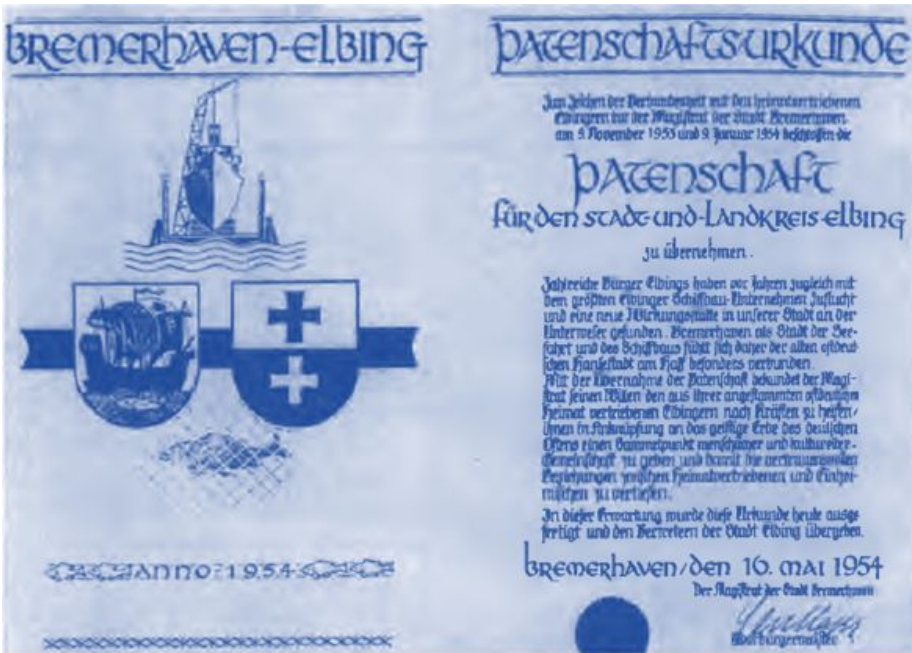 BREMERHAVEN-ELBING
ANNO 1954
PATENSCHAFTSURKUNDE
Zum Zeichen der Verbundenheit mit den heimatvertriebenen
Elbingern hat der Magistrat der Stadt Bremerhaven
am 9. November 1953 und 9. Januar 1954 beschlossen die
PATENSCHAFT
FÜR DEN STADT-UND-LANDKREIS-ELBING
zu übernehmen.
Zahlreiche Bürger Elbings haben vor Jahren zugleich mit
dem größten Elbinger Schiffbau-Unternehmen Zuflucht
und eine neue Wirkungsstätte in unserer Stadt an der
Unterweser gefunden. Bremerhaven als Stadt der See-
fahrt und des Schiffbaus fühlt sich daher der alten ostdeut-
schen Hansestadt am Haff besonders verbunden.
Mit der Übernahme der Patenschaft bekundet der Magi-
strat seinen Willen den aus ihrer angestammten ostdeutschen
Heimat vertriebenen Elbingern nach Kräften zu helfen,
ihnen in Anknüpfung an das geistige Erbe des deutschen
Ostens einen Sammelpunkt menschlicher und kultureller
Gemeinschaft zu geben und damit die vertrauensvollen
Beziehungen zwischen Heimatvertriebenen und Einhei-
mischen zu vertiefen.
In dieser Erwartung wurde diese Urkunde heute ausge-
fertigt und den Vertretern der Stadt Elbing übergeben.
BREMERHAVEN/DEN 16. MAI 1954
Der Magistrat der Stadt Bremerhaven
Oberbürgermeister